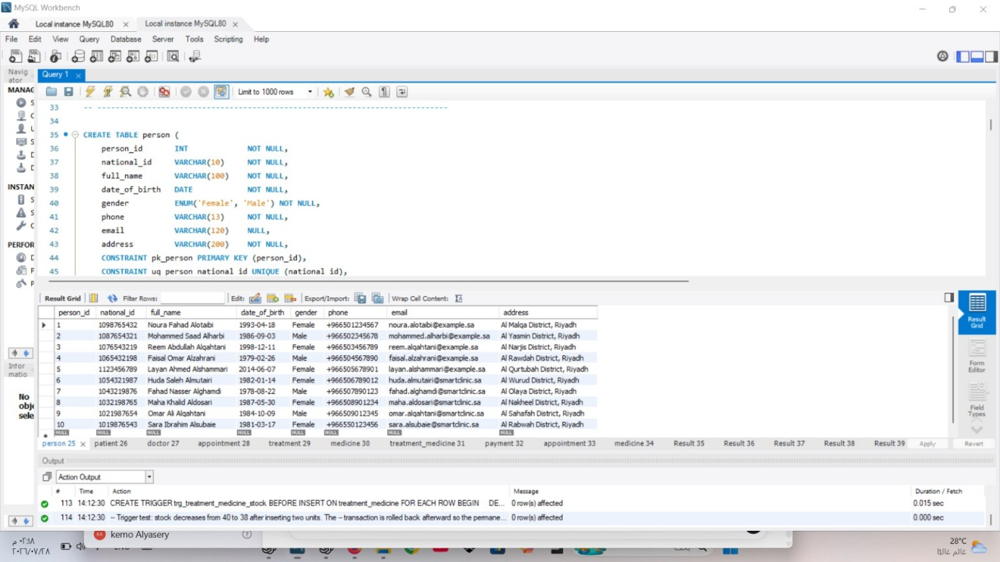 MySQL Workbench
Local instance MySQL80 × Local instance MySQL80 ×
File Edit View Query Database Server Tools Scripting Help
Navig
ator
Query 1 ×
MANAG
Limit to 1000 rows
33 -- ------------------------------------------------------------------------------
34
35 CREATE TABLE person (
36 person_id INT NOT NULL,
37 national_id VARCHAR(10) NOT NULL,
38 full_name VARCHAR(100) NOT NULL,
39 date_of_birth DATE NOT NULL,
40 gender ENUM('Female', 'Male') NOT NULL,
41 phone VARCHAR(13) NOT NULL,
42 email VARCHAR(120) NULL,
43 address VARCHAR(200) NOT NULL,
44 CONSTRAINT pk_person PRIMARY KEY (person_id),
45 CONSTRAINT uq_person_national_id UNIQUE (national_id),
INSTAN
PERFOR
Infor
matio
No
obje
sele
Result Grid Filter Rows: Edit: Export/Import: Wrap Cell Content:
person_id national_id full_name date_of_birth gender phone email address
1 1098765432 Noura Fahad Alotaibi 1993-04-18 Female +966501234567 noura.alotaibi@example.sa Al Malqa District, Riyadh
2 1087654321 Mohammed Saad Alharbi 1986-09-03 Male +966502345678 mohammed.alharbi@example.sa Al Yasmin District, Riyadh
3 1076543219 Reem Abdullah Alqahtani 1998-12-11 Female +966503456789 reem.alqahtani@example.sa Al Narjis District, Riyadh
4 1065432198 Faisal Omar Alzahrani 1979-02-26 Male +966504567890 faisal.alzahrani@example.sa Al Rawdah District, Riyadh
5 1123456789 Layan Ahmed Alshammari 2014-06-07 Female +966505678901 layan.alshammari@example.sa Al Qurtubah District, Riyadh
6 1054321987 Huda Saleh Almutairi 1982-01-14 Female +966506789012 huda.almutairi@smartclinic.sa Al Wurud District, Riyadh
7 1043219876 Fahad Nasser Alghamdi 1978-08-22 Male +966507890123 fahad.alghamdi@smartclinic.sa Al Olaya District, Riyadh
8 1032198765 Maha Khalid Aldosari 1987-05-30 Female +966508901234 maha.aldosari@smartclinic.sa Al Nakheel District, Riyadh
9 1021987654 Omar Ali Alqahtani 1984-10-09 Male +966509012345 omar.alqahtani@smartclinic.sa Al Sahafah District, Riyadh
10 1019876543 Sara Ibrahim Alsubaie 1981-03-17 Female +966550123456 sara.alsubaie@smartclinic.sa Al Rabwah District, Riyadh
NULL NULL NULL NULL NULL NULL NULL NULL
Result
Grid
Form
Editor
Field
Types
person 25 × patient 26 doctor 27 appointment 28 treatment 29 medicine 30 treatment_medicine 31 payment 32 appointment 33 medicine 34 Result 35 Result 36 Result 37 Result 38 Result 39 Apply Revert
Output
Action Output
# Time Action Message Duration / Fetch
113 14:12:30 CREATE TRIGGER trg_treatment_medicine_stock BEFORE INSERT ON treatment_medicine FOR EACH ROW BEGIN DE... 0 row(s) affected 0.015 sec
114 14:12:30 -- Trigger test: stock decreases from 40 to 38 after inserting two units. The -- transaction is rolled back afterward so the permane... 0 row(s) affected 0.000 sec
KA kemo Alyasery
٠٢:١٨ م
٢٠٢٦/٠٧/٢٨
28°C
غائم غالبًا